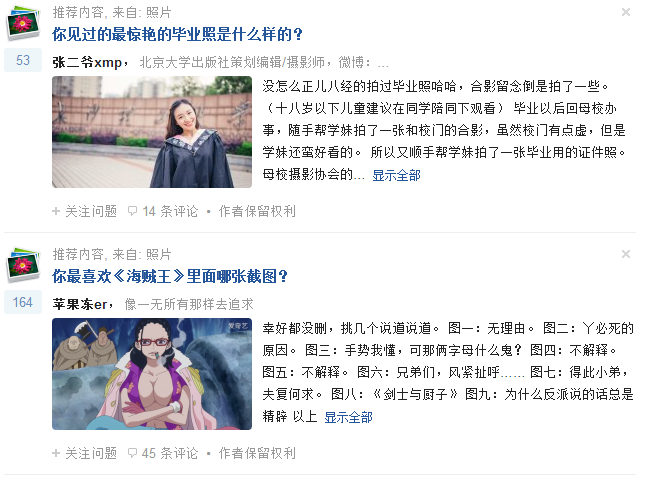 推荐内容, 来自: 照片
你见过的最惊艳的毕业照是什么样的?
53
张二爷xmp， 北京大学出版社策划编辑/摄影师，微博：...
没怎么正儿八经的拍过毕业照哈哈，合影留念倒是拍了一些。
（十八岁以下儿童建议在同学陪同下观看） 毕业以后回母校办
事，随手帮学妹拍了一张和校门的合影，虽然校门有点虚，但是
学妹还蛮好看的。 所以又顺手帮学妹拍了一张毕业用的证件照。
母校摄影协会的... 显示全部
关注问题 14 条评论 • 作者保留权利
推荐内容, 来自: 照片
你最喜欢《海贼王》里面哪张截图?
164
苹果冻er， 像一无所有那样去追求
爱奇艺
幸好都没删，挑几个说道说道。 图一：无理由。 图二：丫必死的
原因。 图三：手势我懂，可那俩字母什么鬼？ 图四：不解释。
图五：不解释。 图六：兄弟们，风紧扯呼…… 图七：得此小弟，
夫复何求。 图八：《剑士与厨子》 图九：为什么反派说的话总是
精辟 以上 显示全部
关注问题 45 条评论 • 作者保留权利